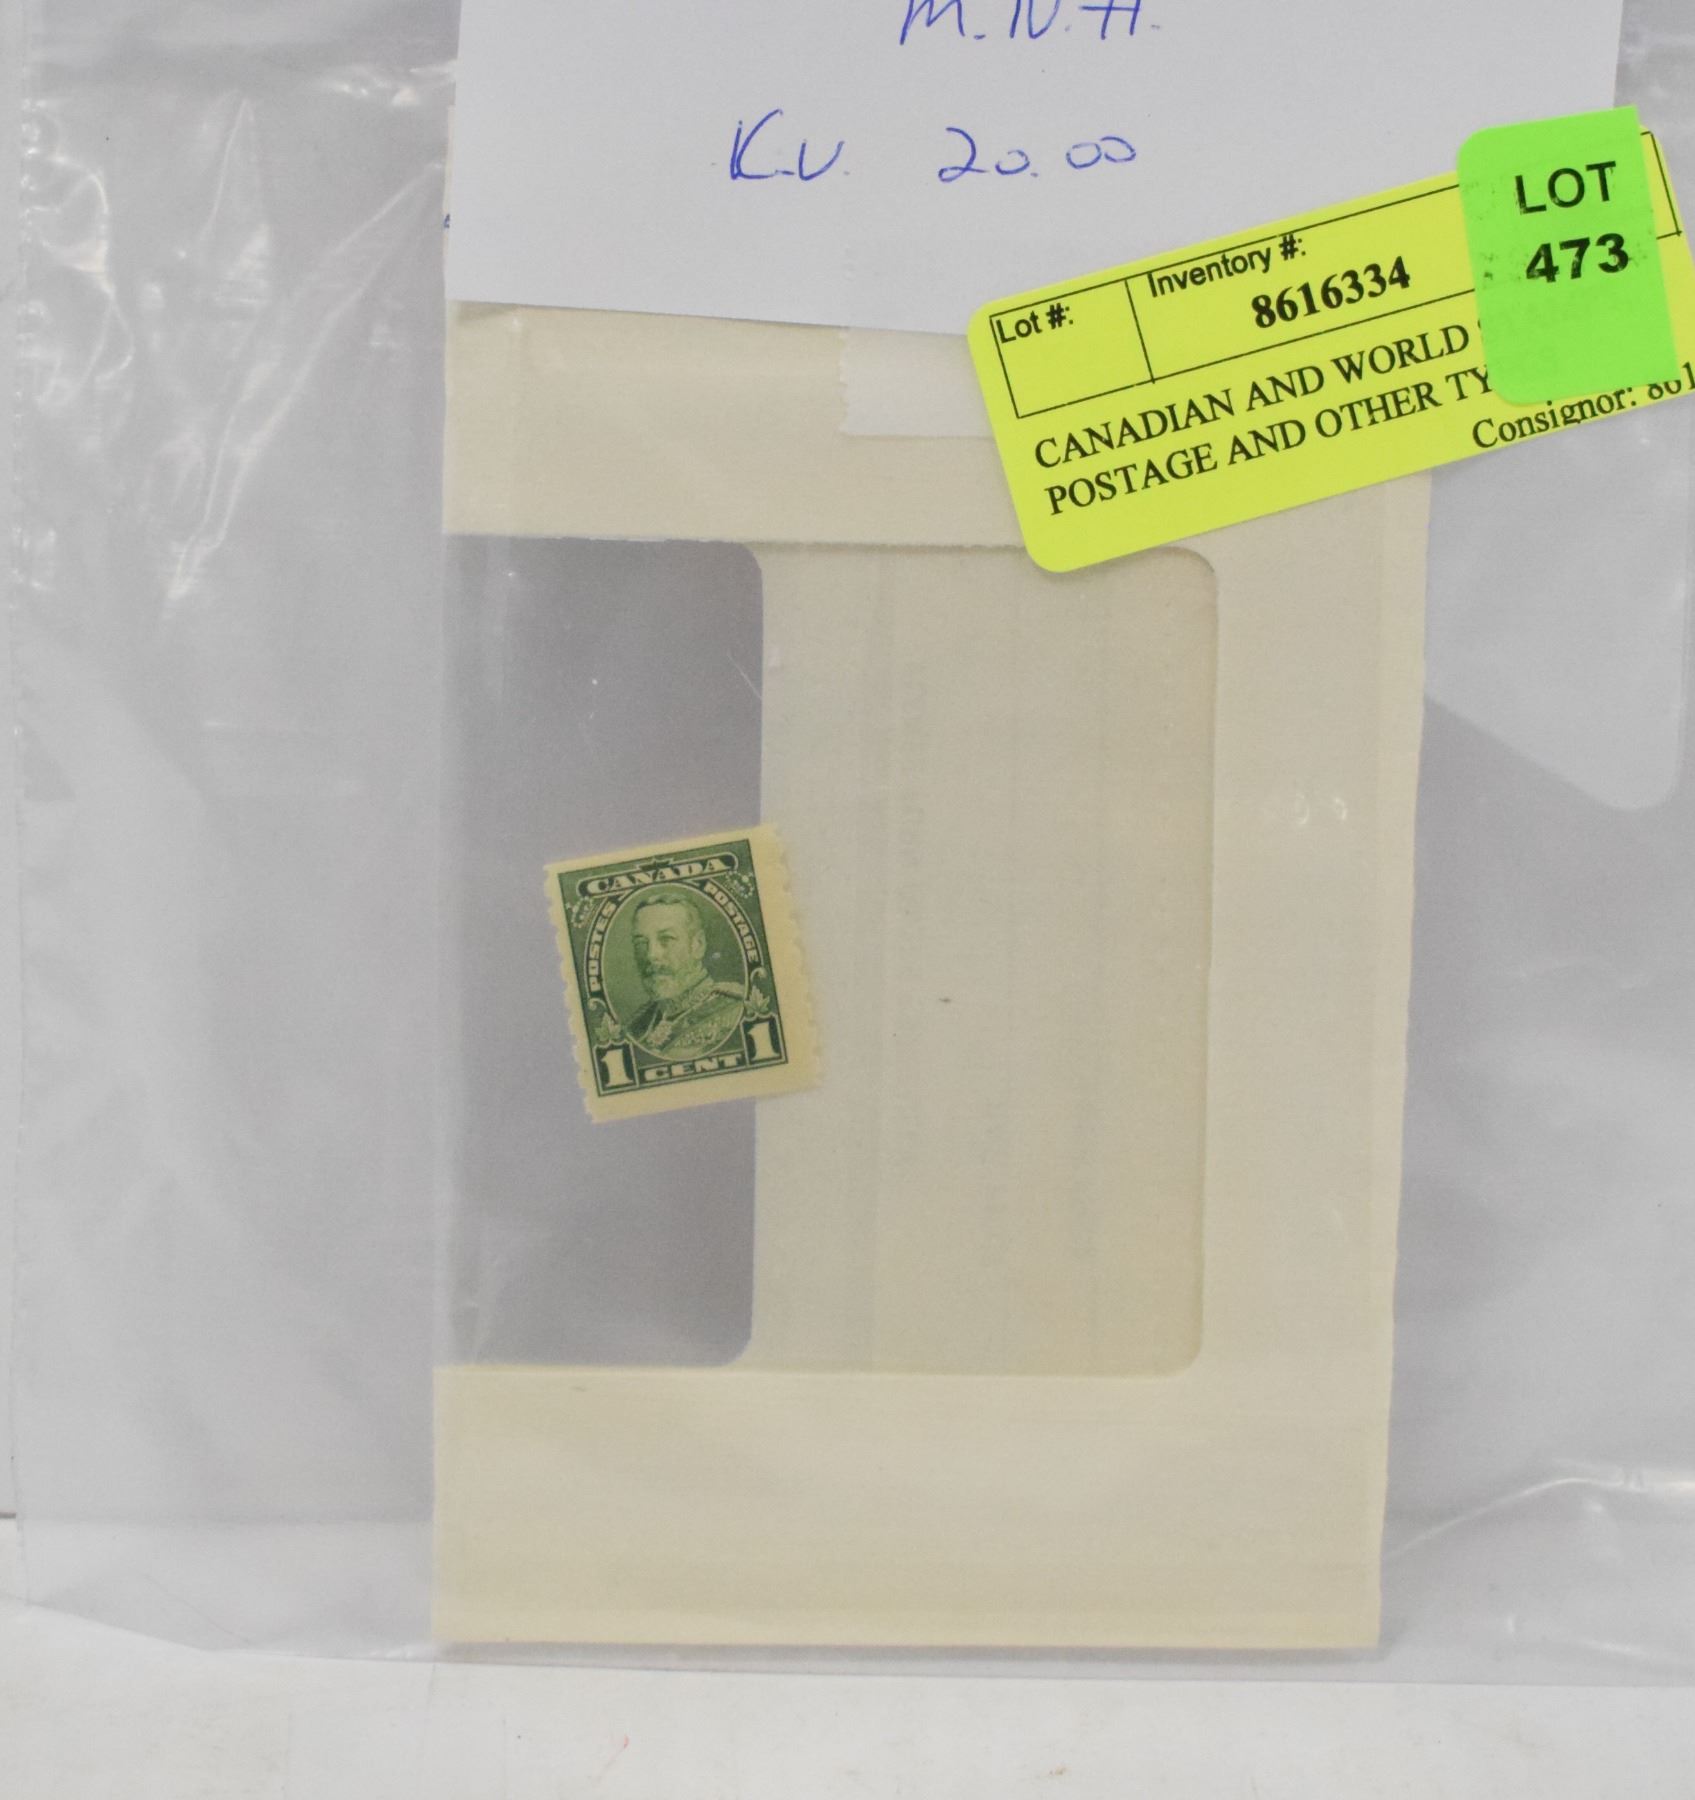 M.N.H.
K.V. 20.00
LOT
473
Lot #:
Inventory #:
8616334
CANADIAN AND WORLD
POSTAGE AND OTHER
Consignor: 861
CANADA
POSTES POSTAGE
1 CENT 1